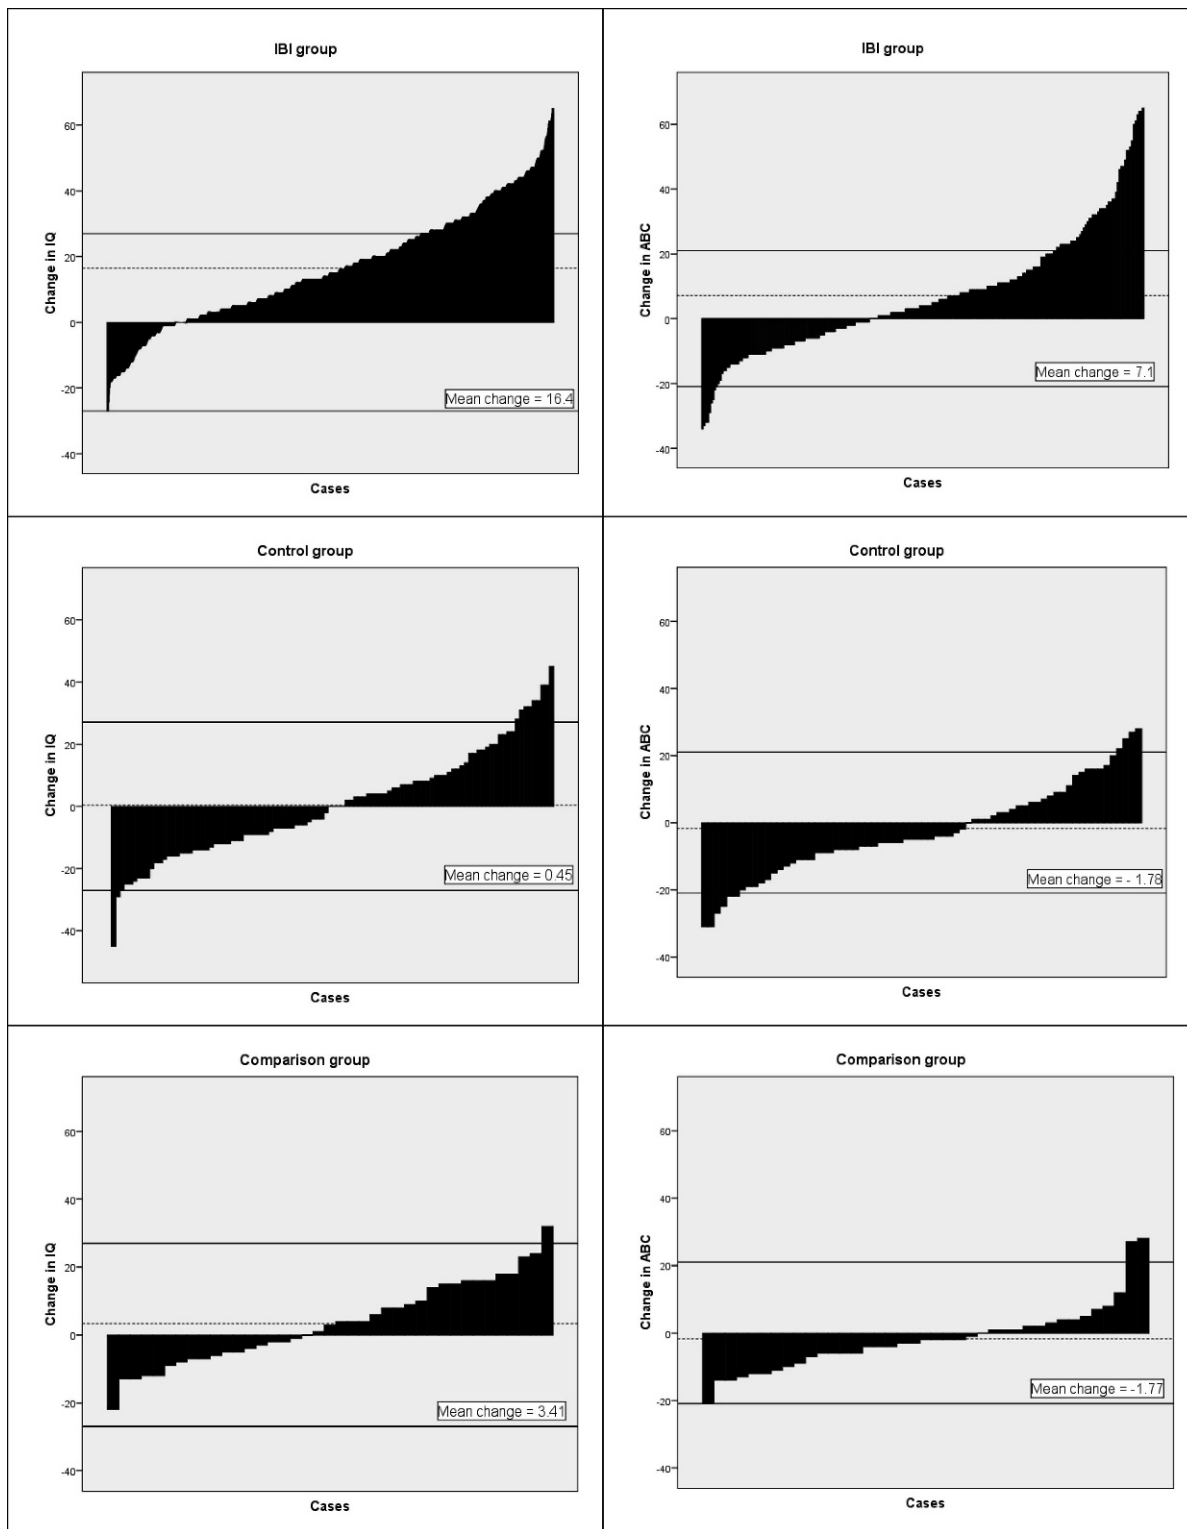 IBI group
60
40
20
0
-20
-40
Change in IQ
Mean change = 16.4
Cases
IBI group
60
40
20
0
-20
-40
Change in ABC
Mean change = 7.1
Cases
Control group
60
40
20
0
-20
-40
Change in IQ
Mean change = 0.45
Cases
Control group
60
40
20
0
-20
-40
Change in ABC
Mean change = - 1.78
Cases
Comparison group
60
40
20
0
-20
-40
Change in IQ
Mean change = 3.41
Cases
Comparison group
60
40
20
0
-20
-40
Change in ABC
Mean change = -1.77
Cases